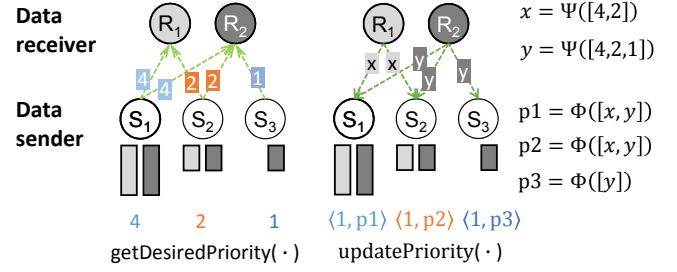 Data
receiver
R1 R2
R1 R2
x = Ψ([4,2])
y = Ψ([4,2,1])
4 4 2 2 1
x x y y y
Data
sender
S1 S2 S3
S1 S2 S3
p1 = Φ([x, y])
p2 = Φ([x, y])
p3 = Φ([y])
4 2 1
⟨1, p1⟩ ⟨1, p2⟩ ⟨1, p3⟩
getDesiredPriority( · )
updatePriority( · )